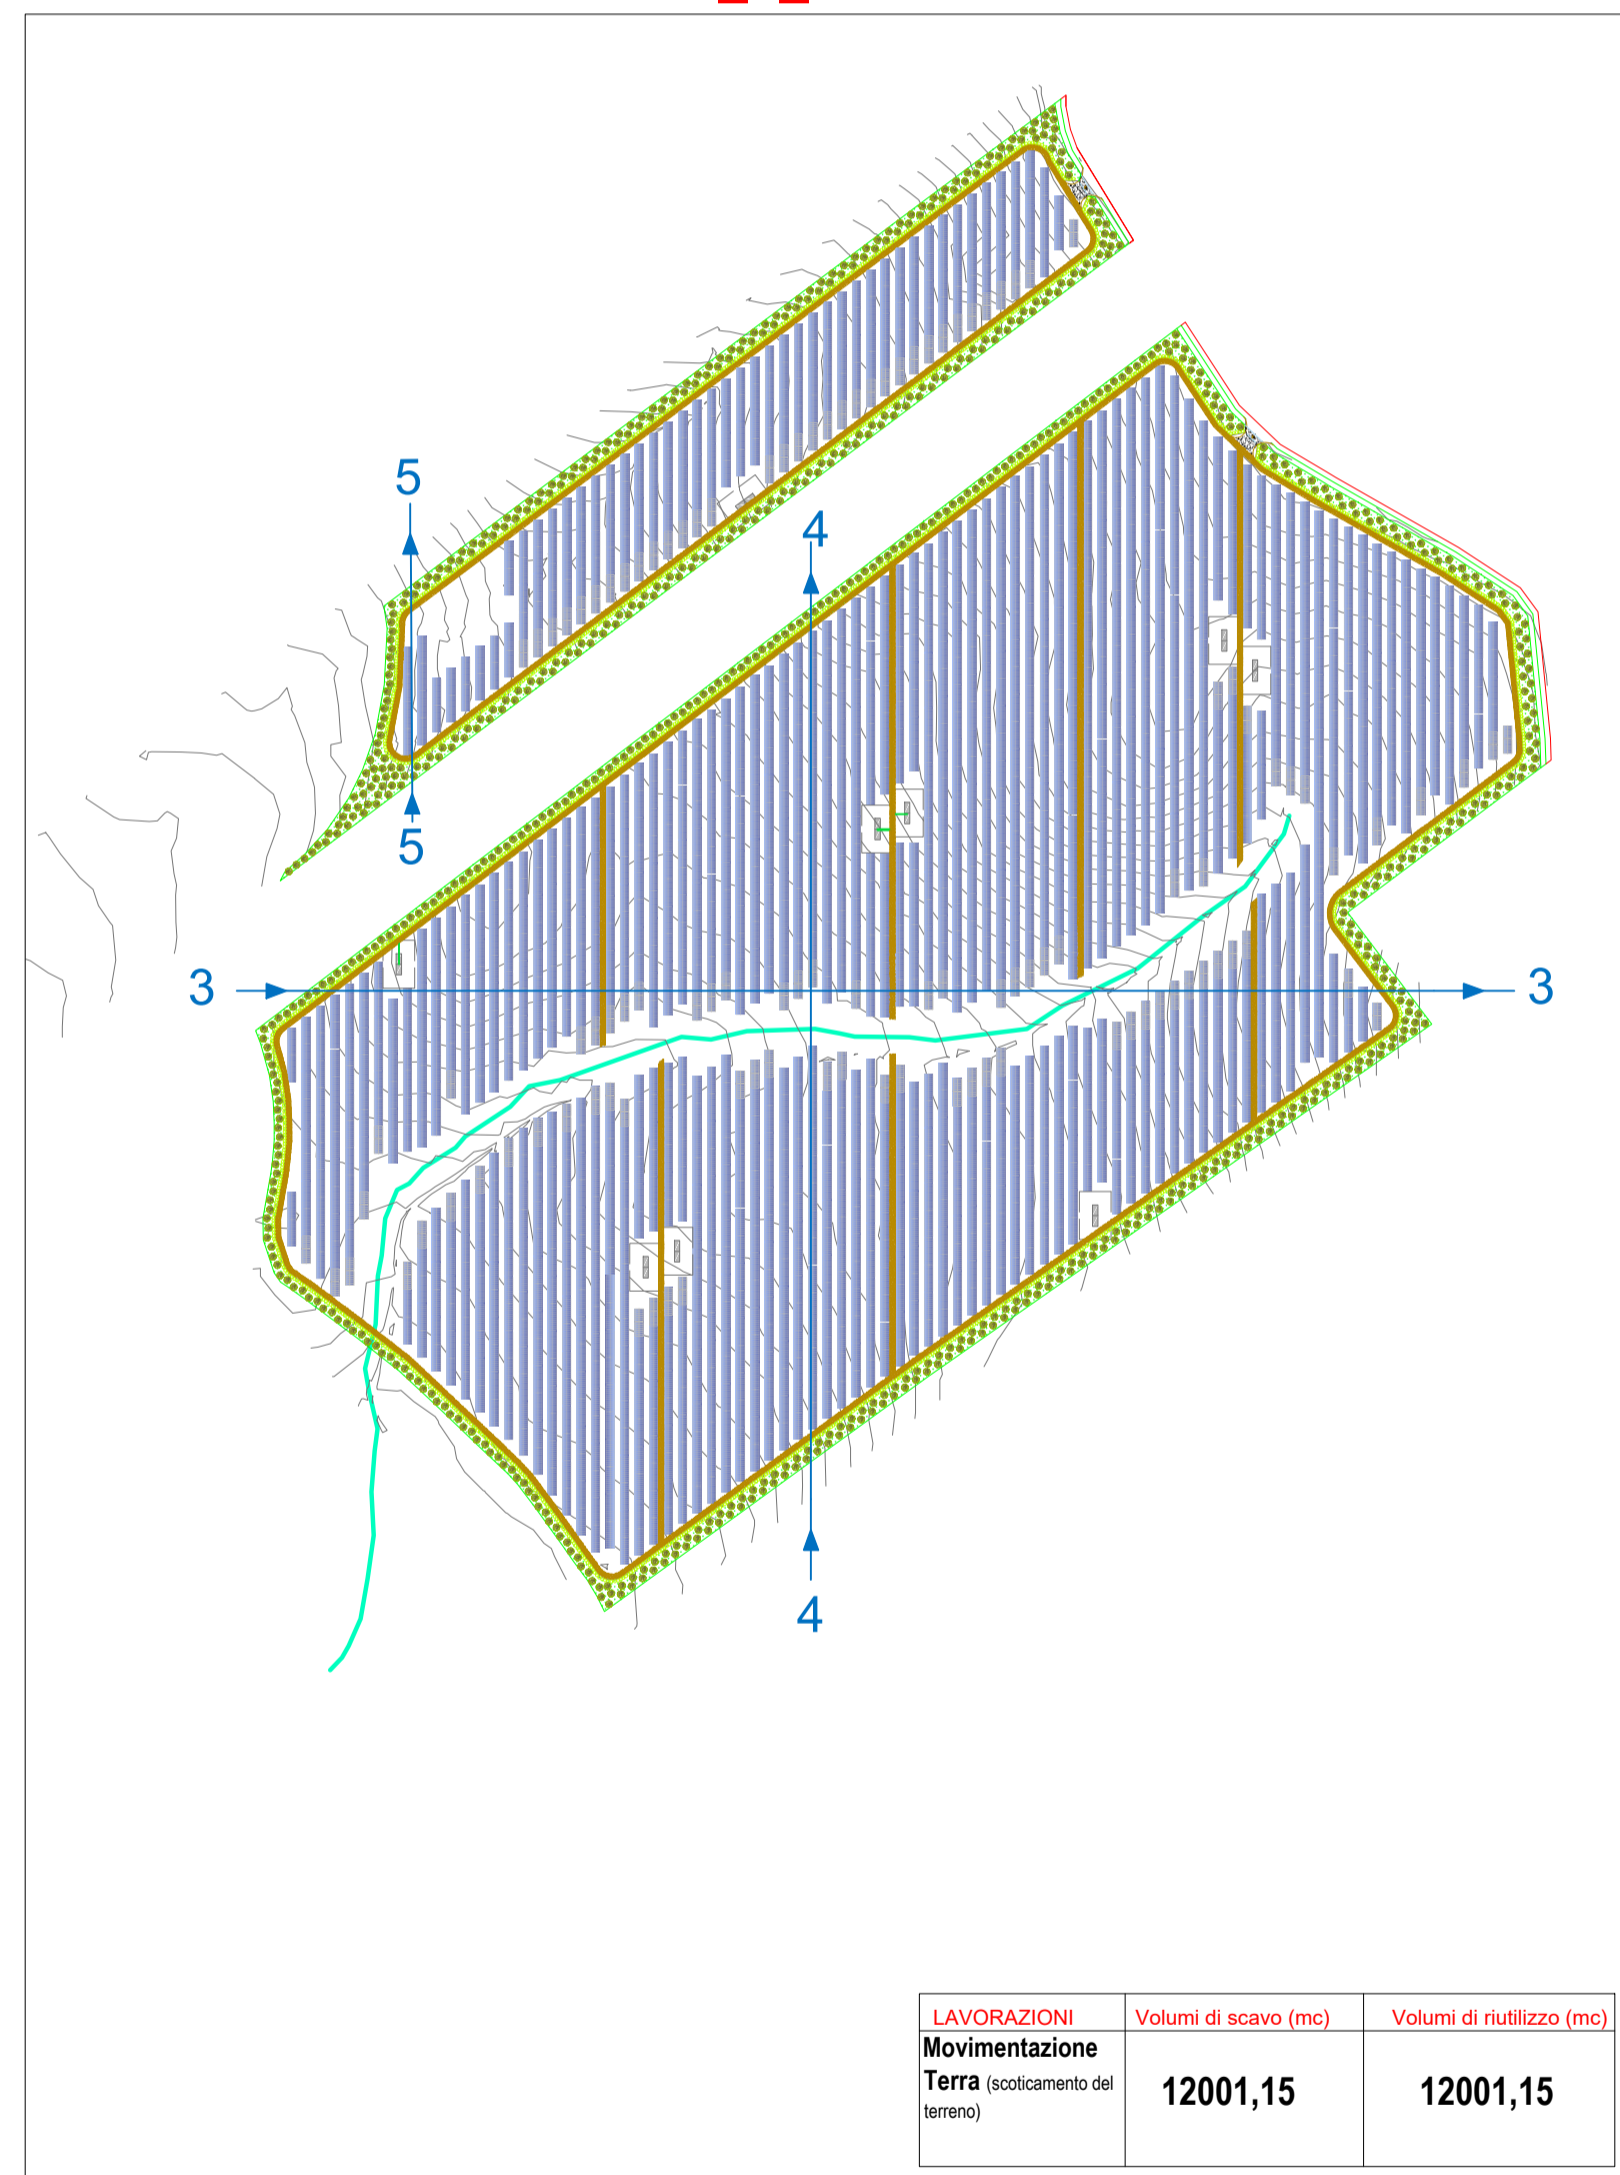 5
4
5
3 3
4
LAVORAZIONI Volumi di scavo (mc) Volumi di riutilizzo (mc)
Movimentazione
Terra (scoticamento del
terreno)
12001,15 12001,15